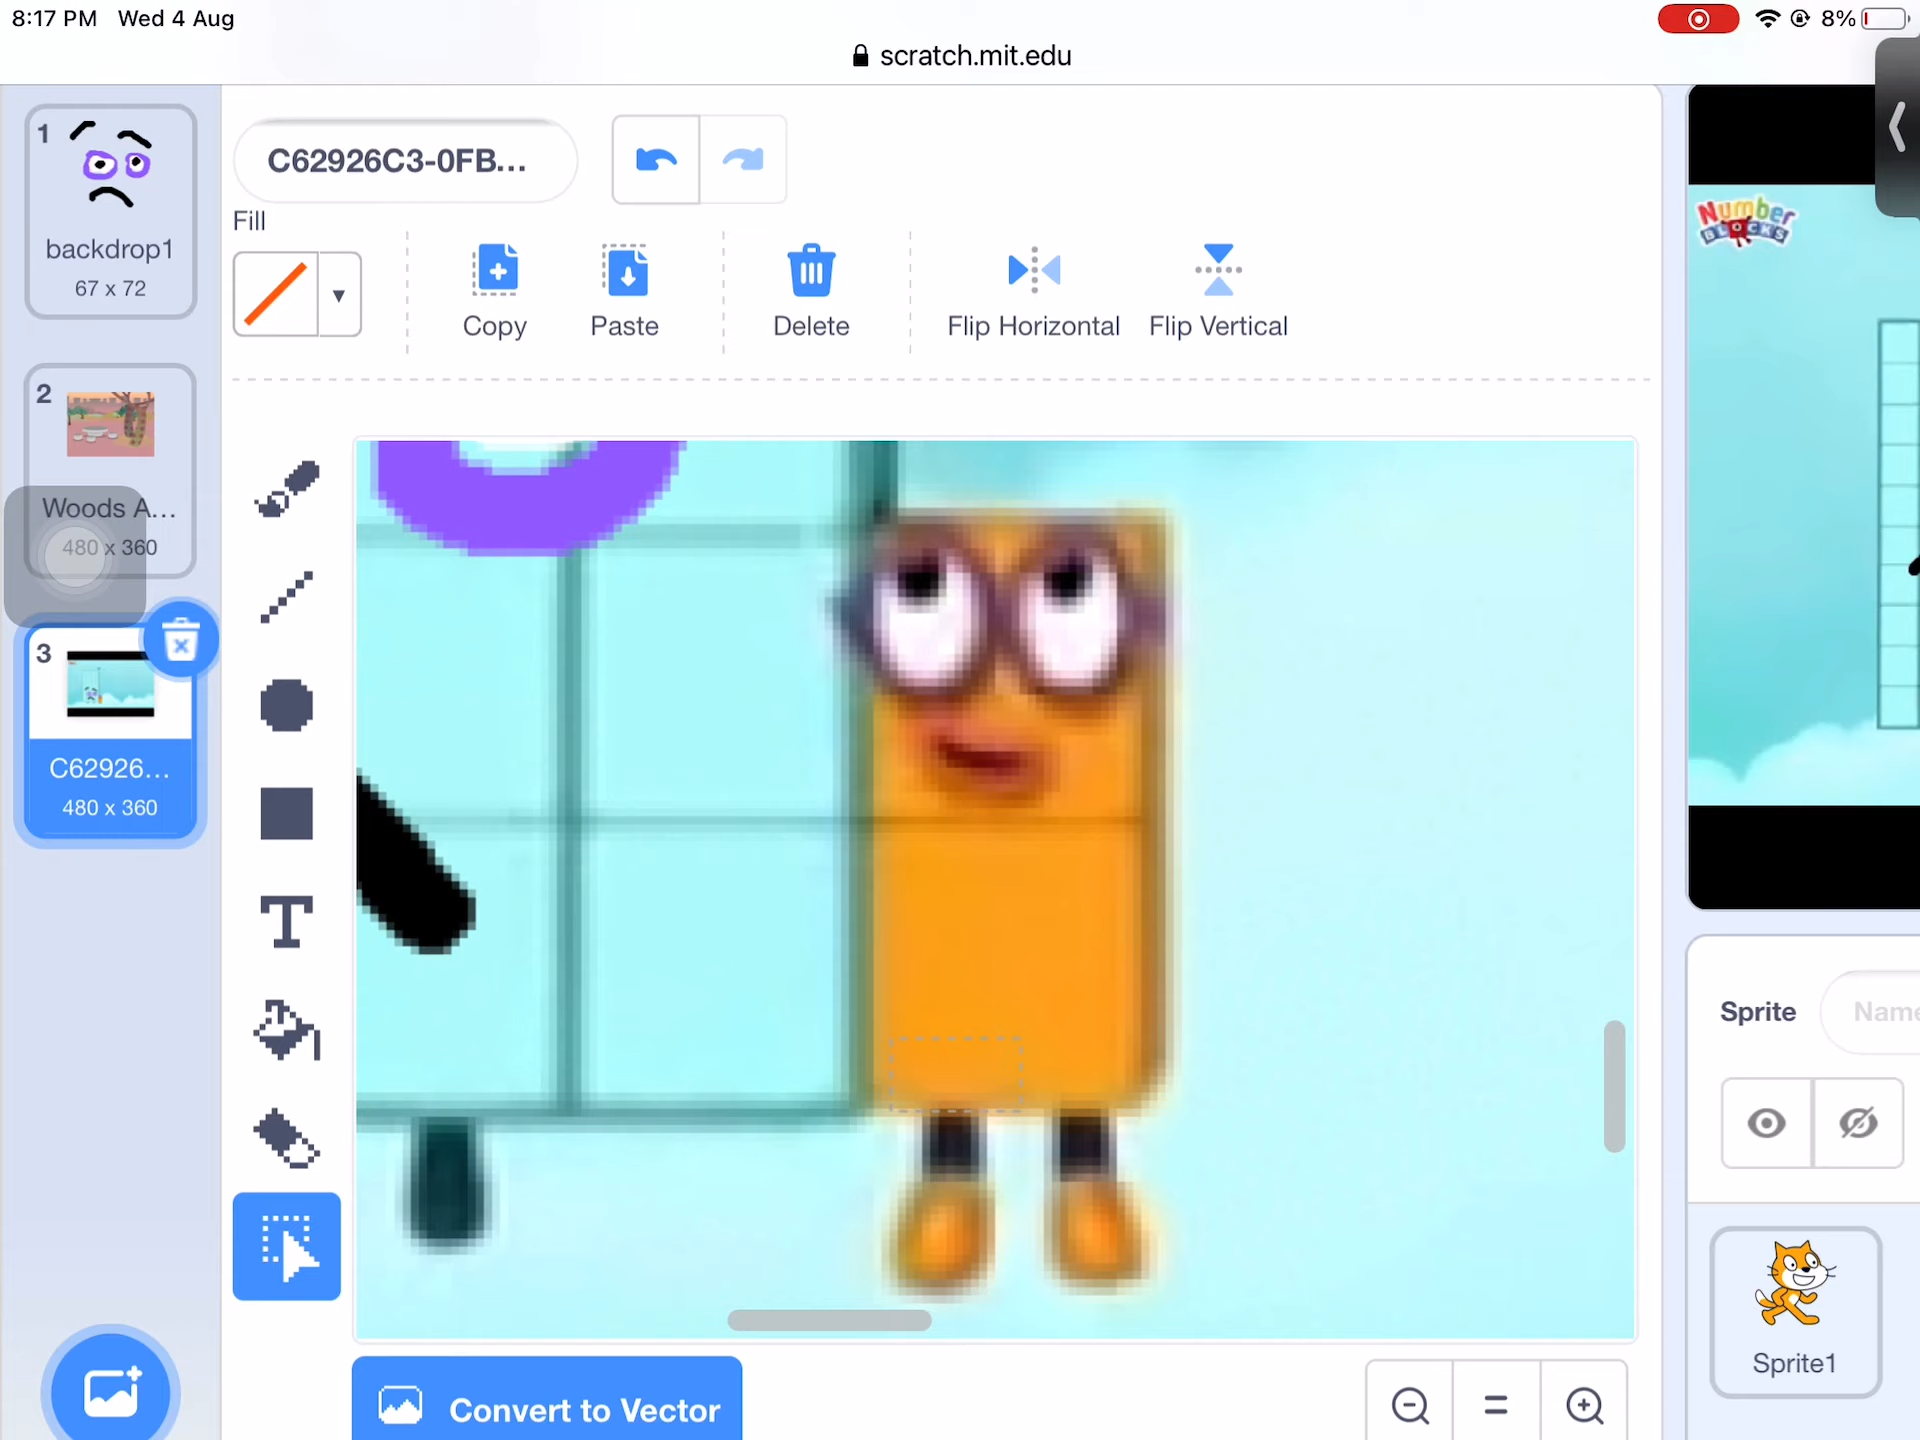 8:17 PM Wed 4 Aug
8%
scratch.mit.edu
1
backdrop1
67 x 72
2
Woods A...
480 x 360
3
C62926...
480 x 360
C62926C3-0FB...
Fill
Copy
Paste
Delete
Flip Horizontal
Flip Vertical
T
Convert to Vector
Number
BLOCKS
Sprite
Name
Sprite1